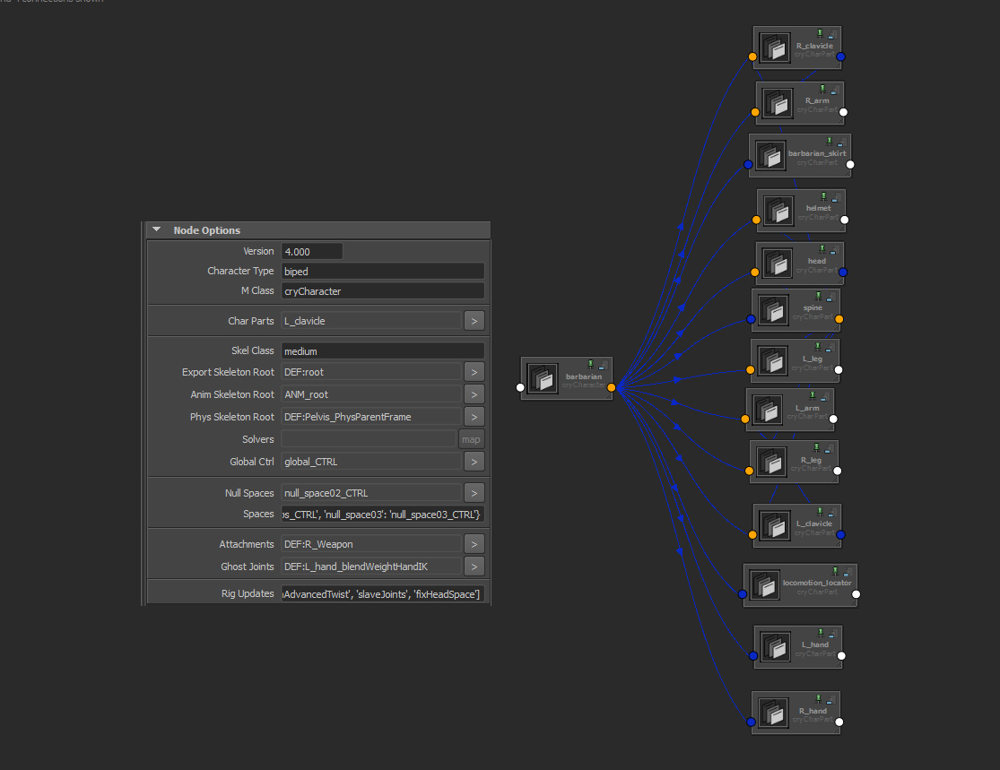 connections shown
Node Options
Version 4.000
Character Type biped
M Class cryCharacter
Char Parts L_clavicle >
Skel Class medium
Export Skeleton Root DEF:root >
Anim Skeleton Root ANM_root >
Phys Skeleton Root DEF:Pelvis_PhysParentFrame >
Solvers map
Global Ctrl global_CTRL >
Null Spaces null_space02_CTRL >
Spaces os_CTRL', 'null_space03': 'null_space03_CTRL'}
Attachments DEF:R_Weapon >
Ghost Joints DEF:L_hand_blendWeightHandIK >
Rig Updates nAdvancedTwist', 'slaveJoints', 'fixHeadSpace']
barbarian
cryCharacter
R_clavicle
cryCharPart
R_arm
cryCharPart
barbarian_skirt
cryCharPart
helmet
cryCharPart
head
cryCharPart
spine
cryCharPart
L_leg
cryCharPart
L_arm
cryCharPart
R_leg
cryCharPart
L_clavicle
cryCharPart
locomotion_locator
cryCharPart
L_hand
cryCharPart
R_hand
cryCharPart